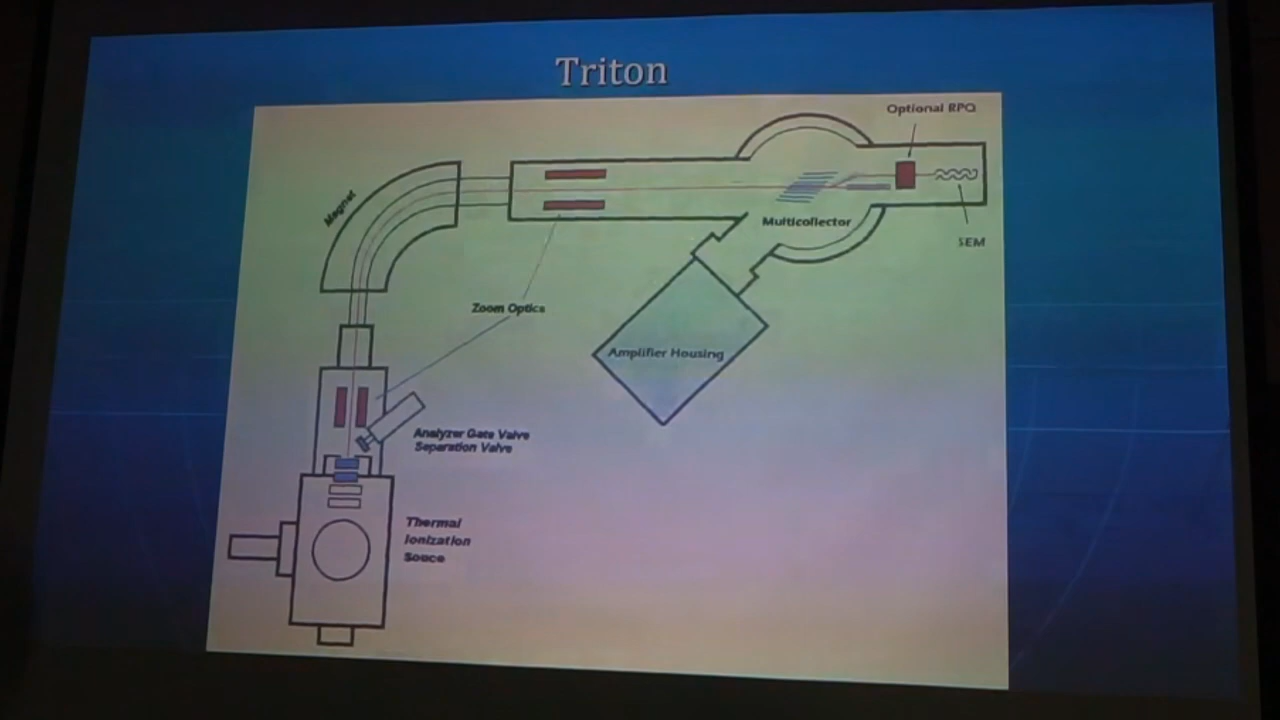 Triton
Optional RPQ
Magnet
Multicollector
SEM
Zoom Optics
Amplifier Housing
Analyzer Gate Valve
Separation Valve
Thermal
Ionization
Souce